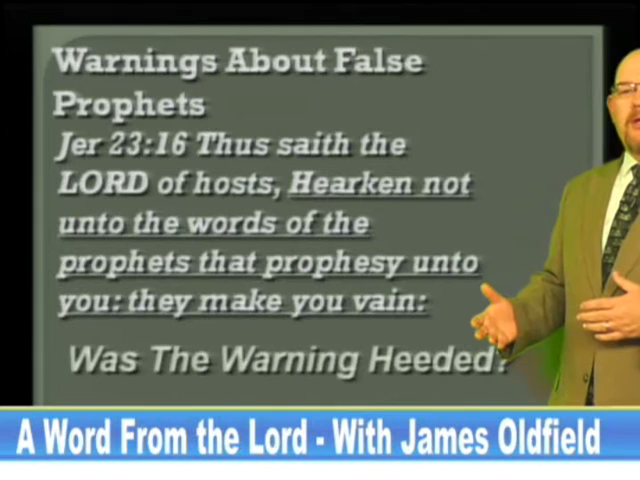 Warnings About False
Prophets
Jer 23:16 Thus saith the
LORD of hosts, Hearken not
unto the words of the
prophets that prophesy unto
you: they make you vain:
Was The Warning Heeded?
A Word From the Lord - With James Oldfield